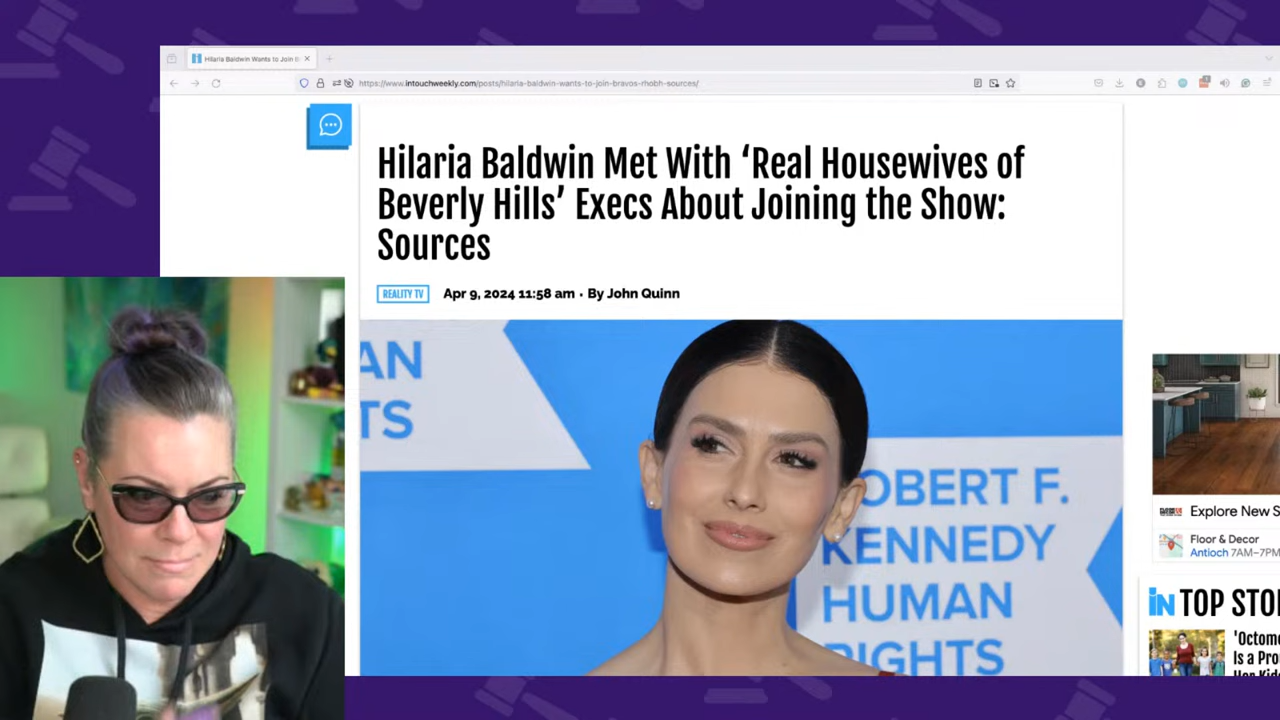 Hilaria Baldwin Wants to Join B
https://www.intouchweekly.com/posts/hilaria-baldwin-wants-to-join-bravos-rhobh-sources/
Hilaria Baldwin Met With ‘Real Housewives of
Beverly Hills’ Execs About Joining the Show:
Sources
REALITY TV Apr 9, 2024 11:58 am · By John Quinn
AN
TS
OBERT F.
KENNEDY
HUMAN
RIGHTS
Explore New S
Floor & Decor
Antioch 7AM–7PM
IN TOP STOR
'Octomo
Is a Pro
Her Kid